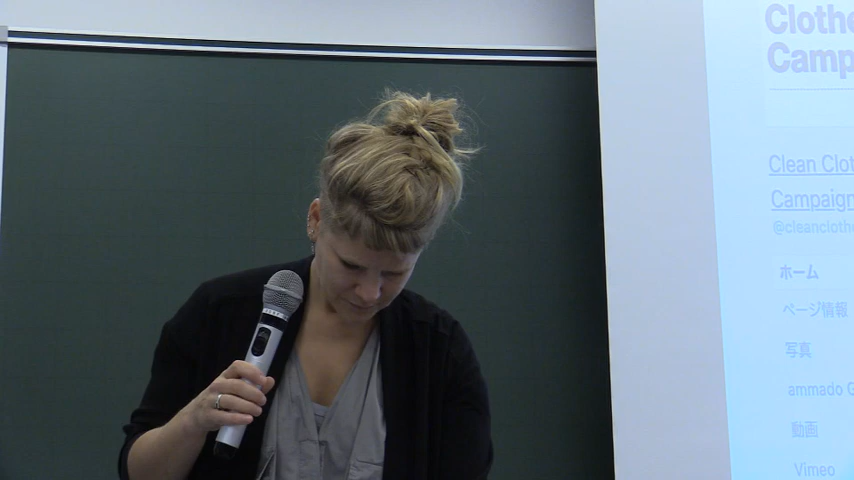 Clothe
Camp
Clean Clot
Campaign
@cleanclothe
ホーム
ページ情報
写真
ammado G
動画
Vimeo